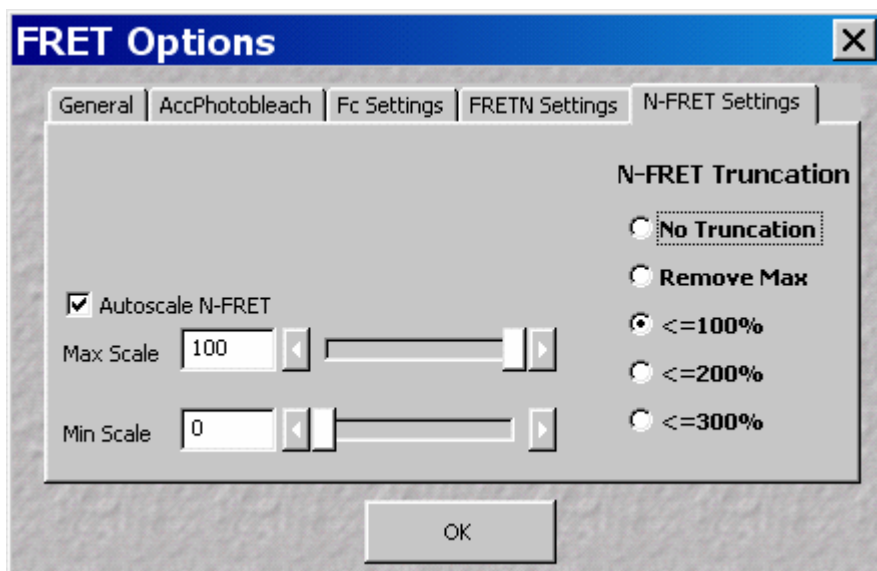 FRET Options
General AccPhotobleach Fc Settings FRETN Settings N-FRET Settings
N-FRET Truncation
No Truncation
Remove Max
Autoscale N-FRET
<=100%
Max Scale 100
<=200%
Min Scale 0
<=300%
OK